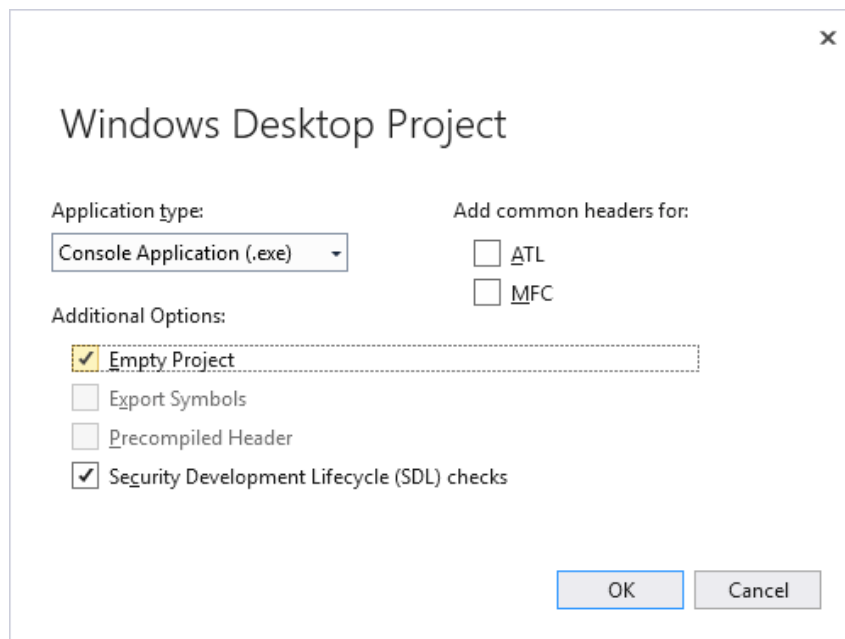 Windows Desktop Project
Application type:
Console Application (.exe)
Add common headers for:
ATL
MFC
Additional Options:
Empty Project
Export Symbols
Precompiled Header
Security Development Lifecycle (SDL) checks
OK
Cancel